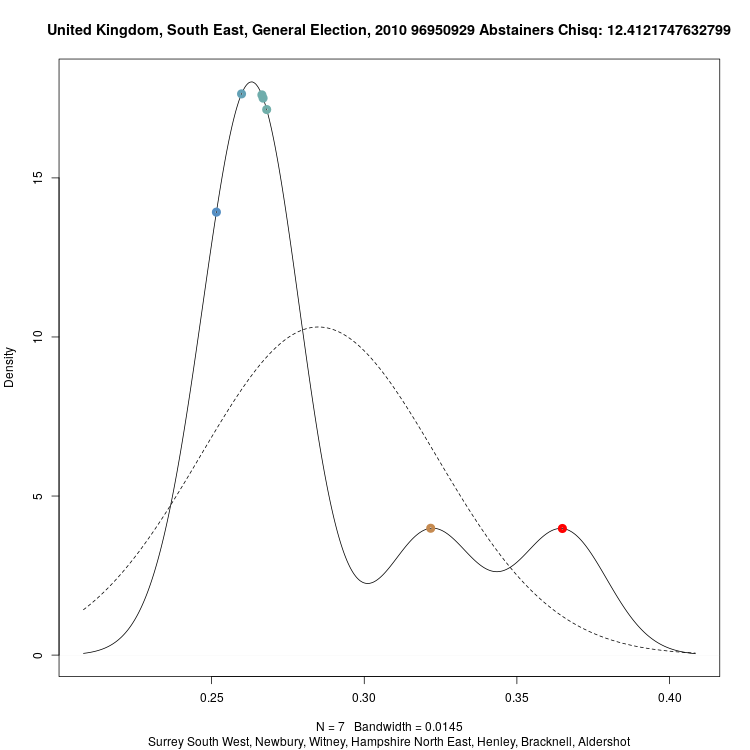 United Kingdom, South East, General Election, 2010 96950929 Abstainers Chisq: 12.4121747632799
Density
15
10
5
0
0.25 0.30 0.35 0.40
N = 7 Bandwidth = 0.0145
Surrey South West, Newbury, Witney, Hampshire North East, Henley, Bracknell, Aldershot